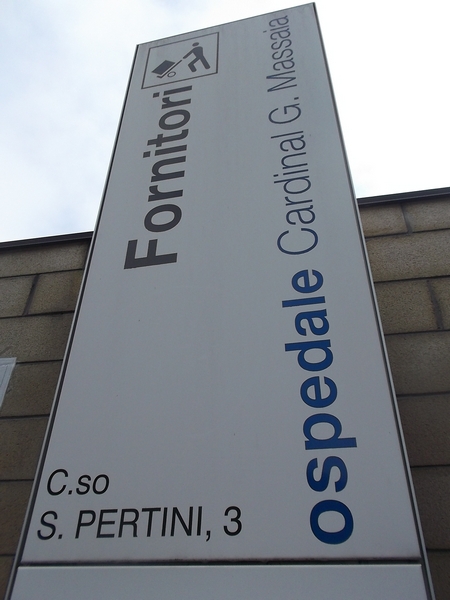 Fornitori
ospedale Cardinal G. Massaia
C.so
S. PERTINI, 3